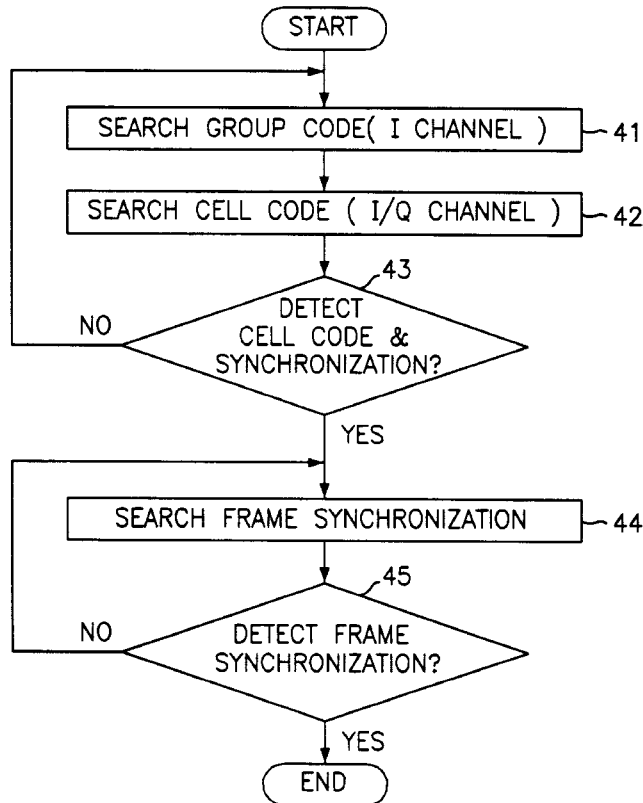 START
SEARCH GROUP CODE( I CHANNEL )
41
SEARCH CELL CODE ( I/Q CHANNEL )
42
43
DETECT
CELL CODE &
SYNCHRONIZATION?
NO
YES
SEARCH FRAME SYNCHRONIZATION
44
45
DETECT FRAME
SYNCHRONIZATION?
NO
YES
END